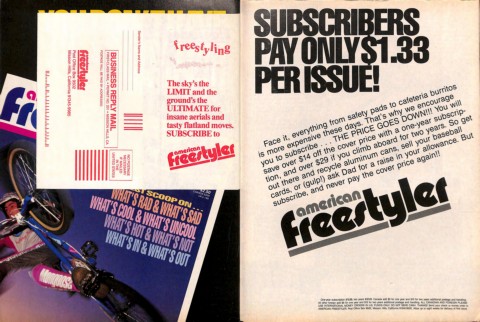 freestyling
The sky's the
LIMIT and the
ground's the
ULTIMATE for
insane aerials and
tasty flatland moves.
SUBSCRIBE to
american
freestyler
BUSINESS REPLY MAIL
freestyler
SCOOP ON...
WHAT'S RAD & WHAT'S SAD
WHAT'S COOL & WHAT'S UNCOOL
WHAT'S HOT & WHAT'S NOT
WHAT'S IN & WHAT'S OUT
Mongoose
SUBSCRIBERS
PAY ONLY $1.33
PER ISSUE!
Face it, everything from safety pads to cafeteria burritos
is more expensive these days. That's why we encourage
you to subscribe . . . THE PRICE GOES DOWN!!! You will
save over $14 off the cover price with a one-year subscrip-
tion, and over $29 if you climb aboard for two years. So get
out there and recycle aluminum cans, sell your baseball
cards, or (gulp) ask Dad for a raise in your allowance. But
subscribe, and never pay the cover price again!!
american
freestyler